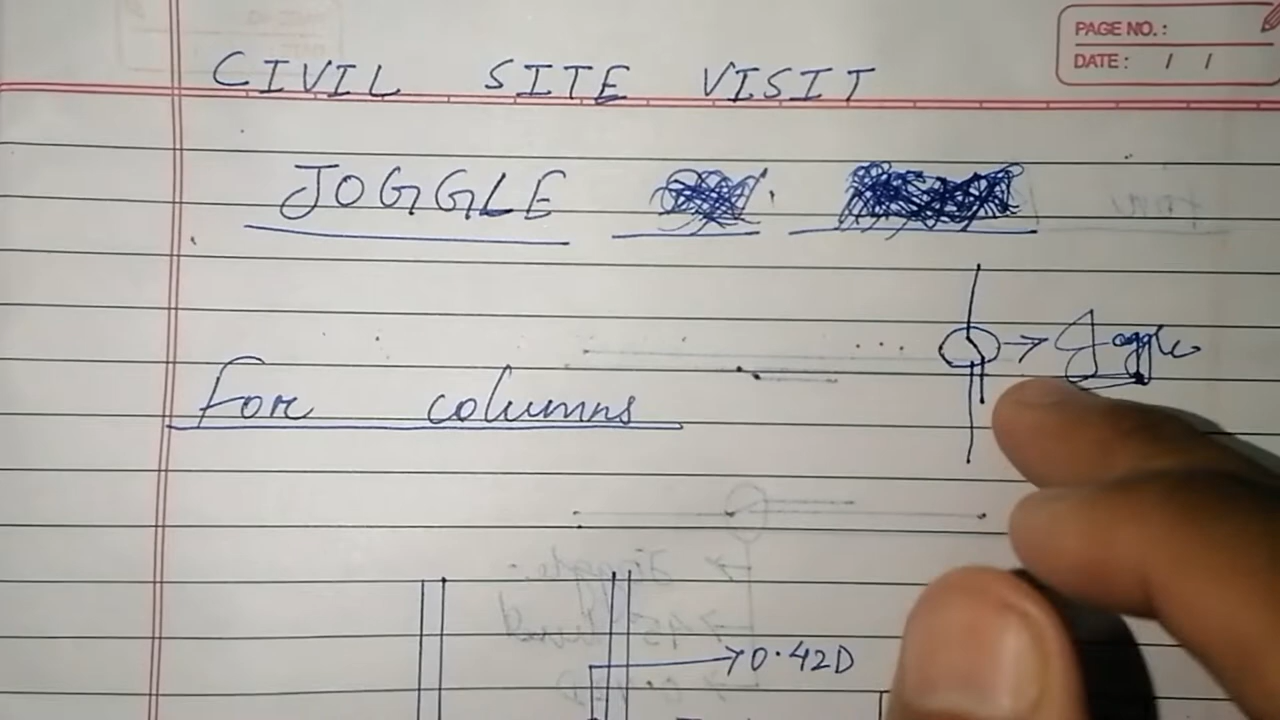 PAGE NO. :
DATE : / /
CIVIL SITE VISIT
JOGGLE
Joggle
For columns
0.42D